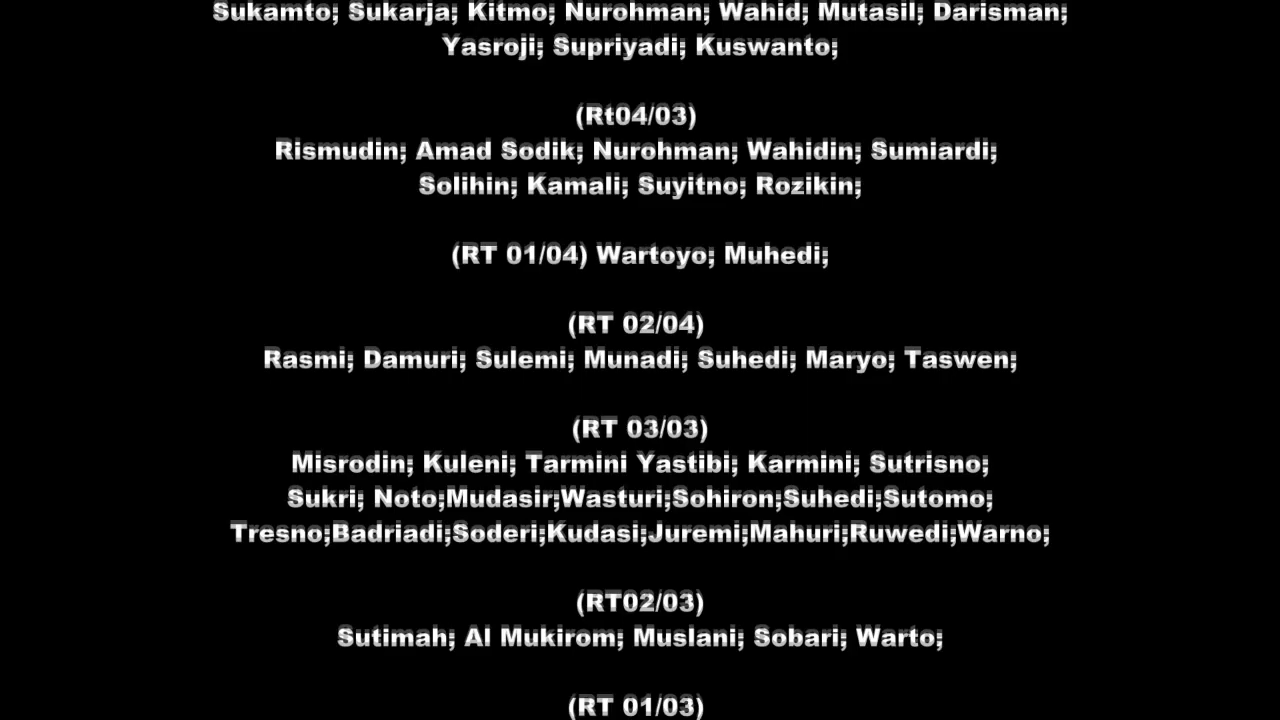 Sukamto; Sukarja; Kitmo; Nurohman; Wahid; Mutasil; Darisman;
Yasroji; Supriyadi; Kuswanto;
(Rt04/03)
Rismudin; Amad Sodik; Nurohman; Wahidin; Sumiardi;
Solihin; Kamali; Suyitno; Rozikin;
(RT 01/04) Wartoyo; Muhedi;
(RT 02/04)
Rasmi; Damuri; Sulemi; Munadi; Suhedi; Maryo; Taswen;
(RT 03/03)
Misrodin; Kuleni; Tarmini Yastibi; Karmini; Sutrisno;
Sukri; Noto;Mudasir;Wasturi;Sohiron;Suhedi;Sutomo;
Tresno;Badriadi;Soderi;Kudasi;Juremi;Mahuri;Ruwedi;Warno;
(RT02/03)
Sutimah; Al Mukirom; Muslani; Sobari; Warto;
(RT 01/03)